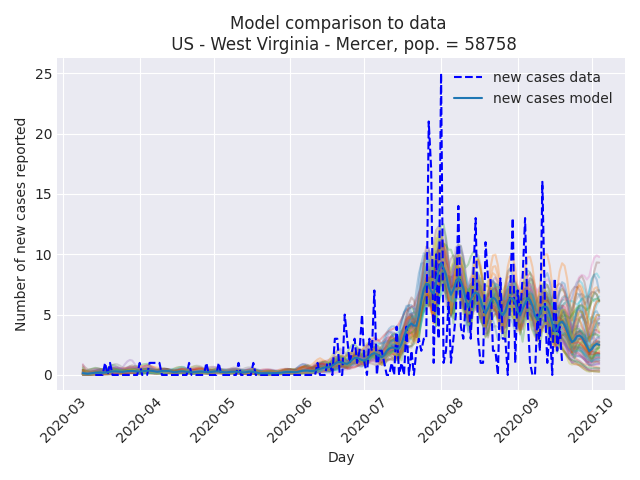 Model comparison to data
US - West Virginia - Mercer, pop. = 58758
new cases data
new cases model
Number of new cases reported
25
20
15
10
5
0
2020-03
2020-04
2020-05
2020-06
2020-07
2020-08
2020-09
2020-10
Day